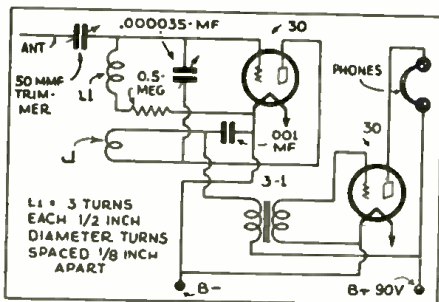 .000035-MF
30
ANT
50 MMF
TRIM-
MER
L1
0.5-
MEG
PHONES
30
.001
MF
3-1
L1 = 3 TURNS
EACH 1/2 INCH
DIAMETER TURNS
SPACED 1/8 INCH
APART
B-
B+ 90V